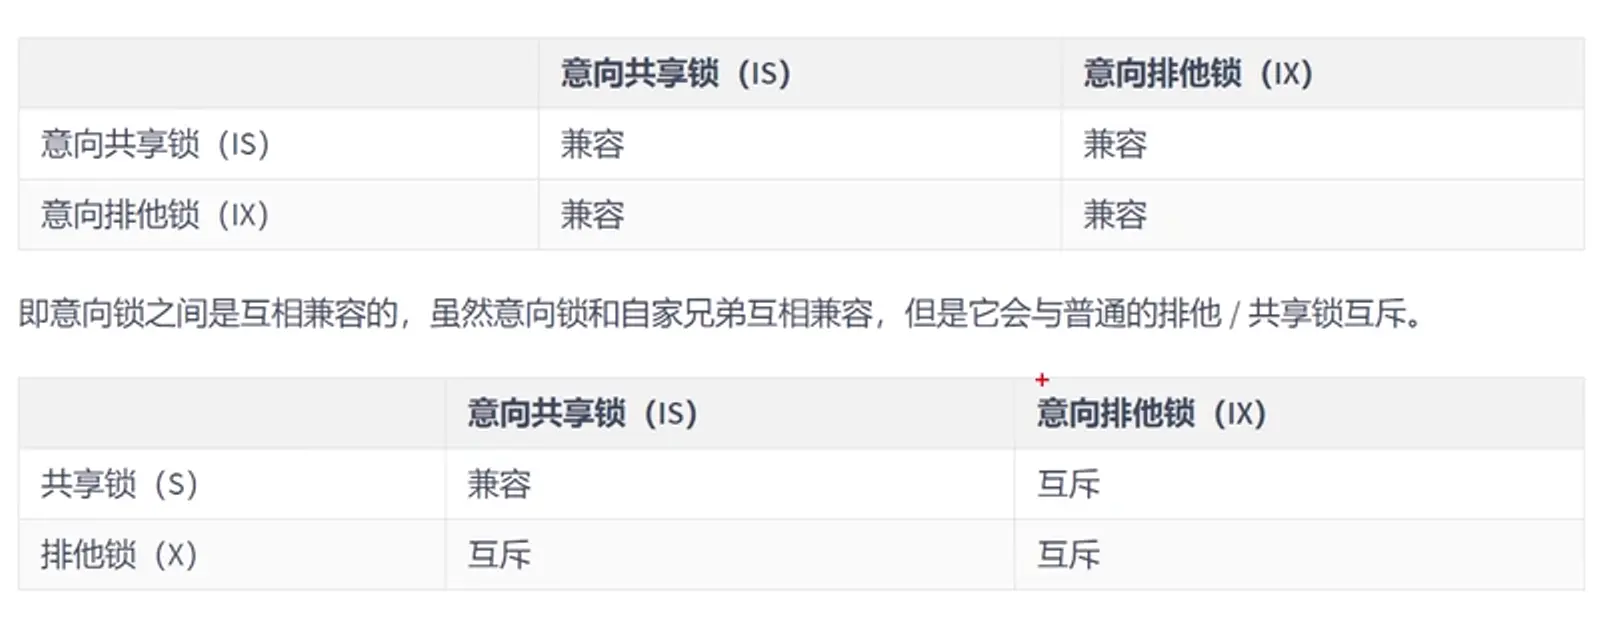 意向共享锁（IS） 意向排他锁（IX）
意向共享锁（IS） 兼容 兼容
意向排他锁（IX） 兼容 兼容
即意向锁之间是互相兼容的，虽然意向锁和自家兄弟互相兼容，但是它会与普通的排他 / 共享锁互斥。
意向共享锁（IS） 意向排他锁（IX）
共享锁（S） 兼容 互斥
排他锁（X） 互斥 互斥